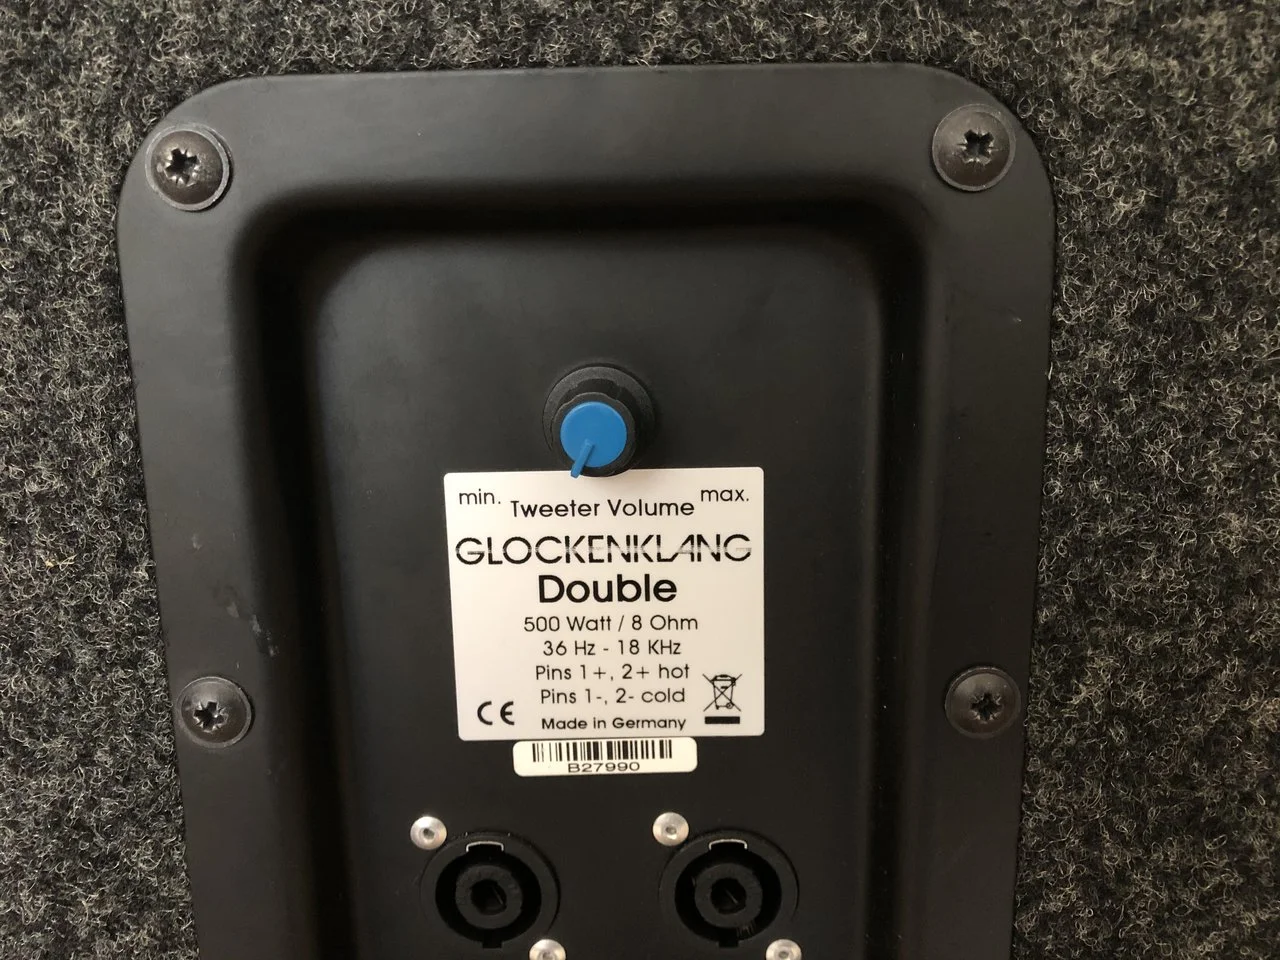 min. Tweeter Volume max.
GLOCKENKLANG
Double
500 Watt / 8 Ohm
36 Hz - 18 KHz
Pins 1+, 2+ hot
Pins 1-, 2- cold
CE Made in Germany
B27990